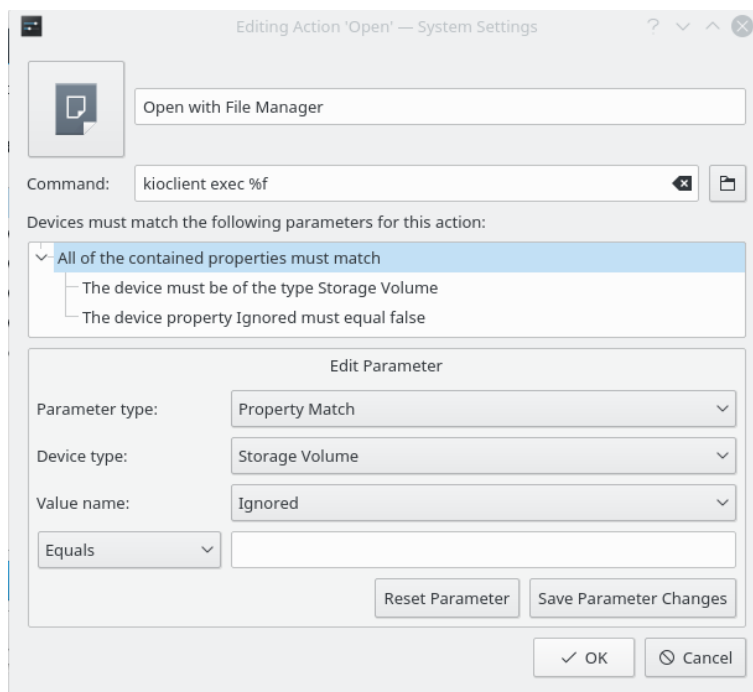 Editing Action 'Open' — System Settings
Open with File Manager
Command: kioclient exec %f
Devices must match the following parameters for this action:
All of the contained properties must match
The device must be of the type Storage Volume
The device property Ignored must equal false
Edit Parameter
Parameter type: Property Match
Device type: Storage Volume
Value name: Ignored
Equals
Reset Parameter Save Parameter Changes
OK Cancel